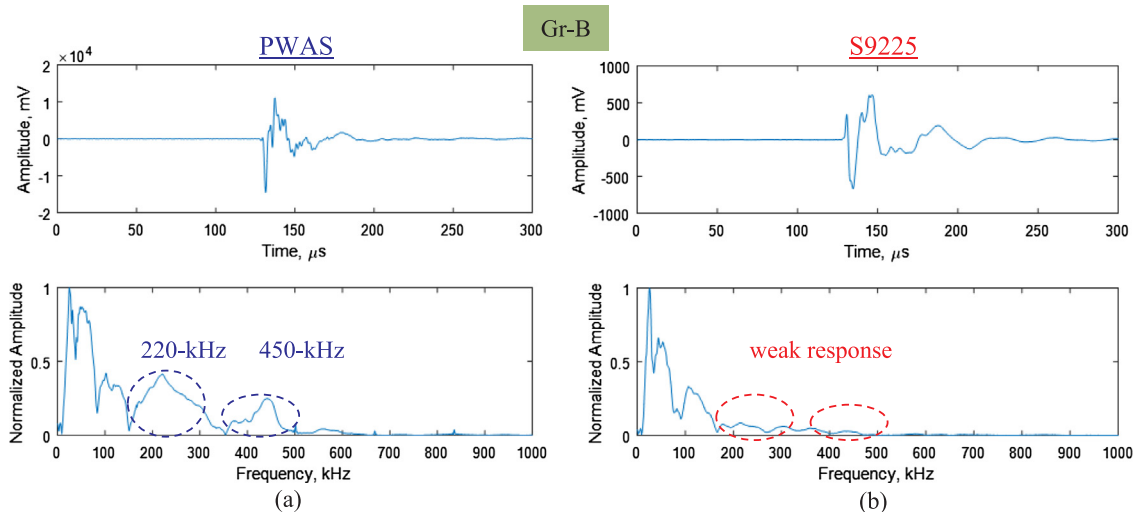 Gr-B
PWAS
× 10⁴
2
1
0
-1
-2
Amplitude, mV
0 50 100 150 200 250 300
Time, μs
S9225
1000
500
0
-500
-1000
Amplitude, mV
0 50 100 150 200 250 300
Time, μs
1
0.5
0
Normalized Amplitude
220-kHz 450-kHz
0 100 200 300 400 500 600 700 800 900 1000
Frequency, kHz
(a)
1
0.5
0
Normalized Amplitude
weak response
0 100 200 300 400 500 600 700 800 900 1000
Frequency, kHz
(b)